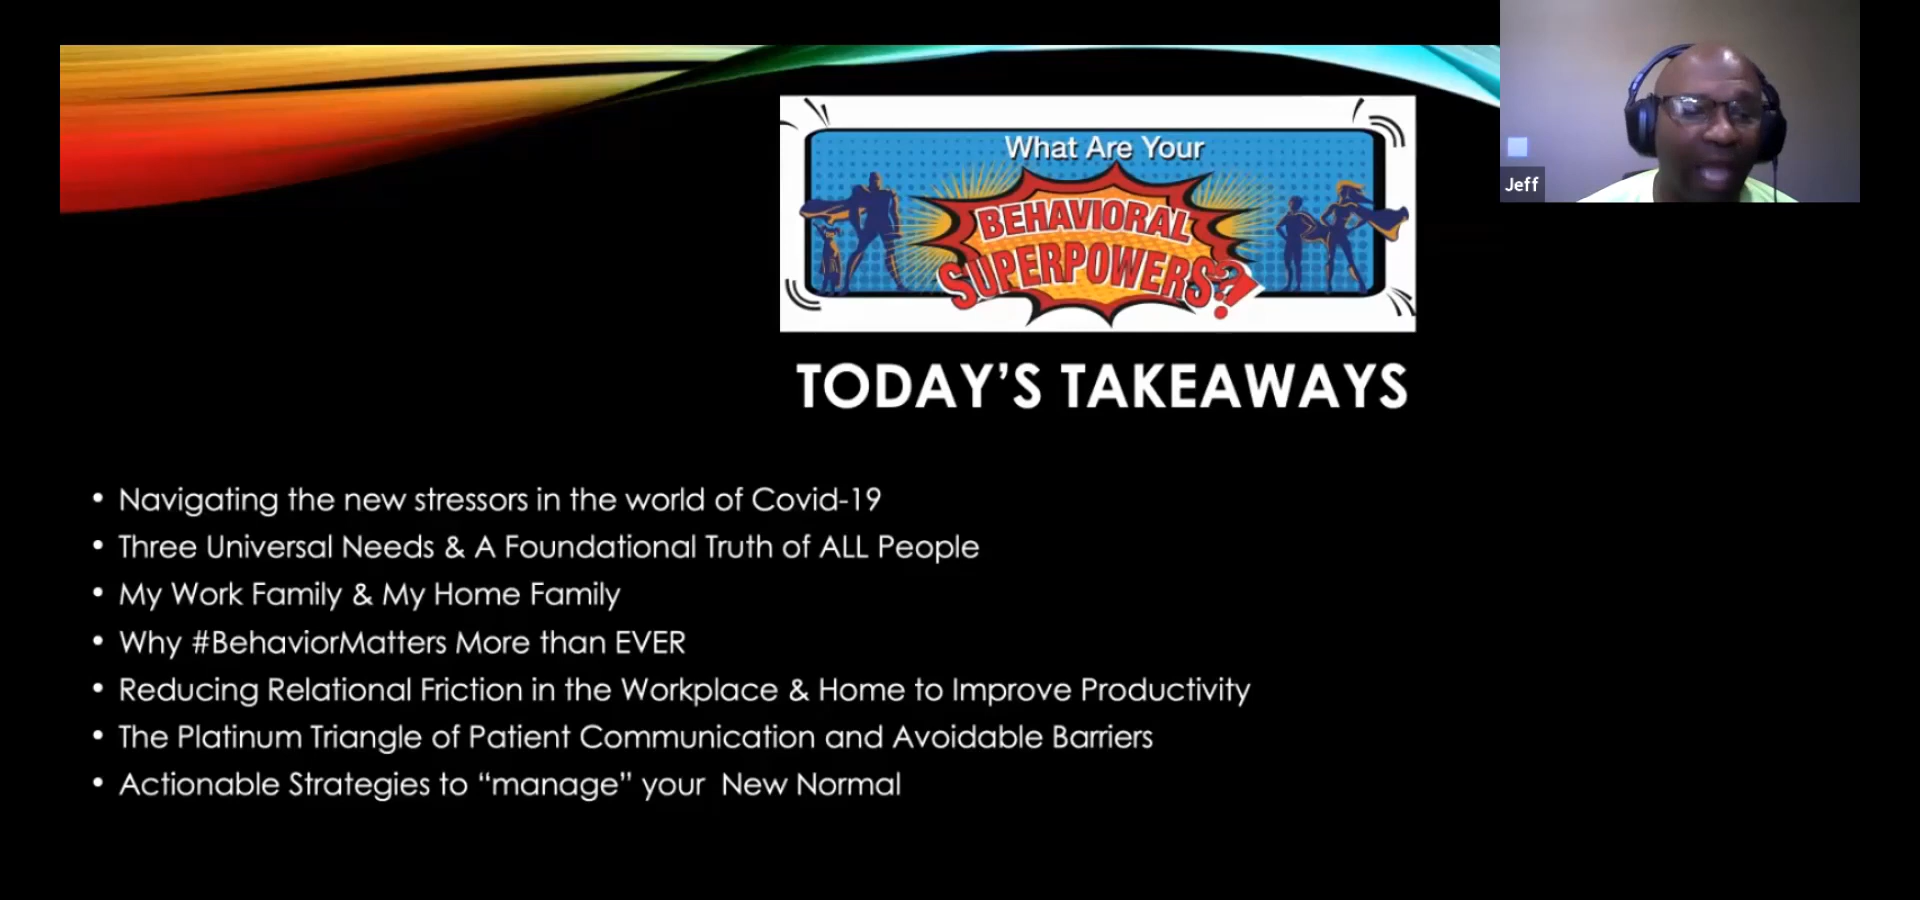 What Are Your
BEHAVIORAL
SUPERPOWERS?!
Jeff
TODAY’S TAKEAWAYS
• Navigating the new stressors in the world of Covid-19
• Three Universal Needs & A Foundational Truth of ALL People
• My Work Family & My Home Family
• Why #BehaviorMatters More than EVER
• Reducing Relational Friction in the Workplace & Home to Improve Productivity
• The Platinum Triangle of Patient Communication and Avoidable Barriers
• Actionable Strategies to “manage” your  New Normal